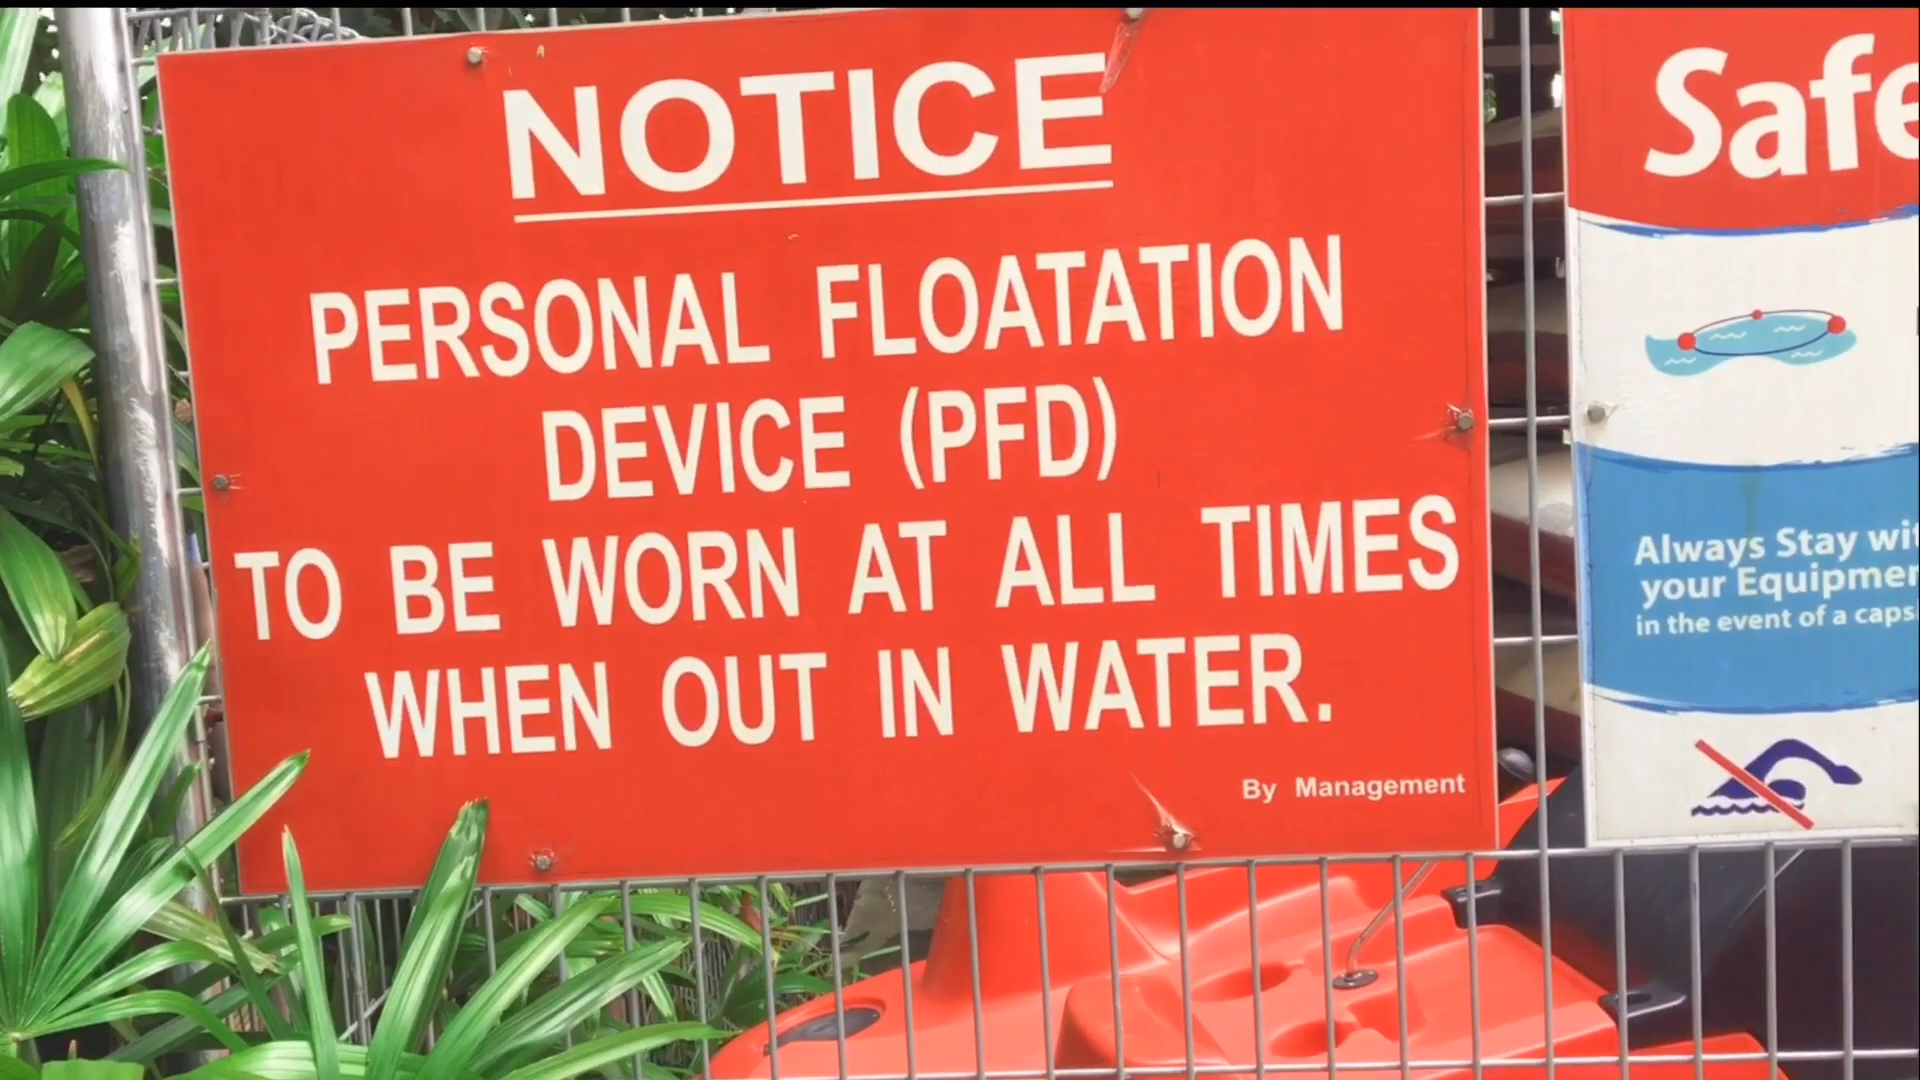 NOTICE
PERSONAL FLOATATION
DEVICE (PFD)
TO BE WORN AT ALL TIMES
WHEN OUT IN WATER.
By Management
Safe
Always Stay wit
your Equipmen
in the event of a caps